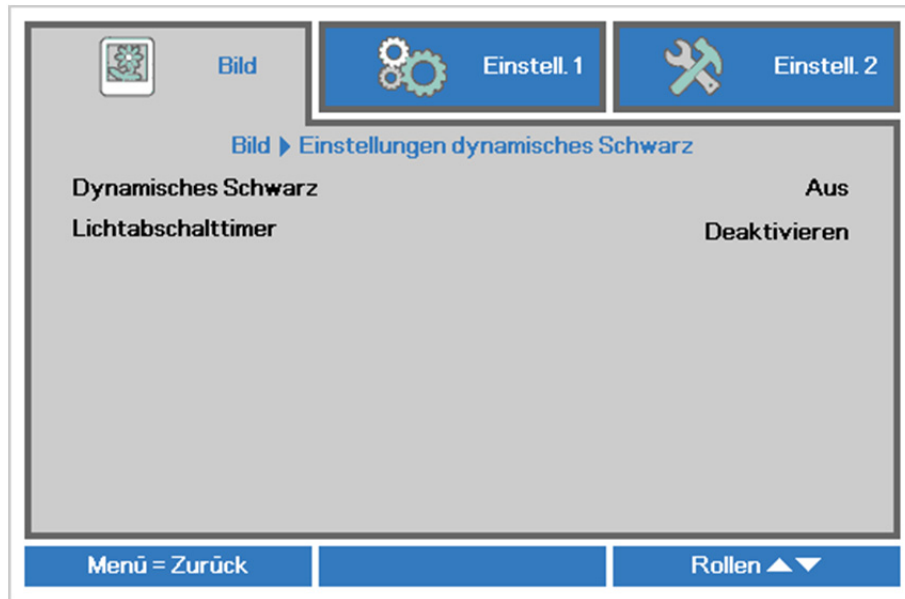 Bild
Einstell. 1
Einstell. 2
Bild ▶ Einstellungen dynamisches Schwarz
Dynamisches Schwarz Aus
Lichtabschalttimer Deaktivieren
Menü = Zurück
Rollen ▲▼